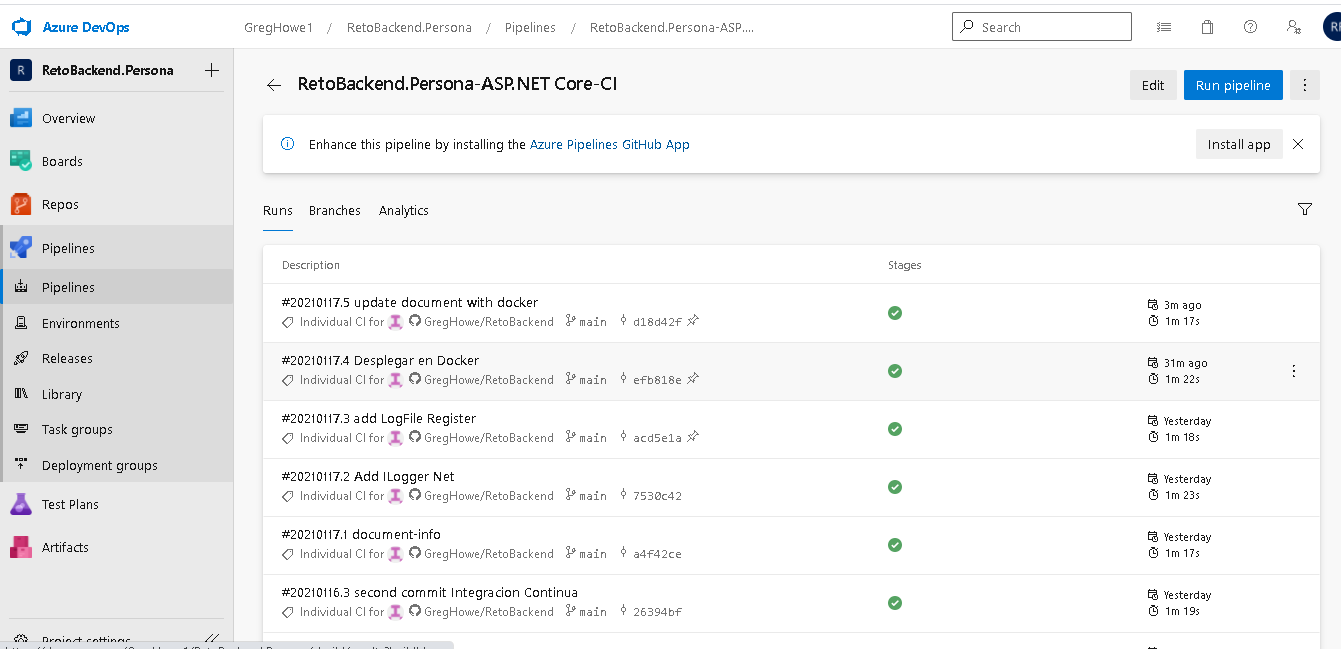 Azure DevOps
GregHowe1 / RetoBackend.Persona / Pipelines / RetoBackend.Persona-ASP....
Search
R RetoBackend.Persona
Overview
Boards
Repos
Pipelines
Pipelines
Environments
Releases
Library
Task groups
Deployment groups
Test Plans
Artifacts
Project settings
RetoBackend.Persona-ASP.NET Core-CI
Edit
Run pipeline
Enhance this pipeline by installing the Azure Pipelines GitHub App
Install app
Runs Branches Analytics
Description Stages
#20210117.5 update document with docker
Individual CI for GregHowe/RetoBackend main d18d42f
3m ago
1m 17s
#20210117.4 Desplegar en Docker
Individual CI for GregHowe/RetoBackend main efb818e
31m ago
1m 22s
#20210117.3 add LogFile Register
Individual CI for GregHowe/RetoBackend main acd5e1a
Yesterday
1m 18s
#20210117.2 Add ILogger Net
Individual CI for GregHowe/RetoBackend main 7530c42
Yesterday
1m 23s
#20210117.1 document-info
Individual CI for GregHowe/RetoBackend main a4f42ce
Yesterday
1m 17s
#20210116.3 second commit Integracion Continua
Individual CI for GregHowe/RetoBackend main 26394bf
Yesterday
1m 19s